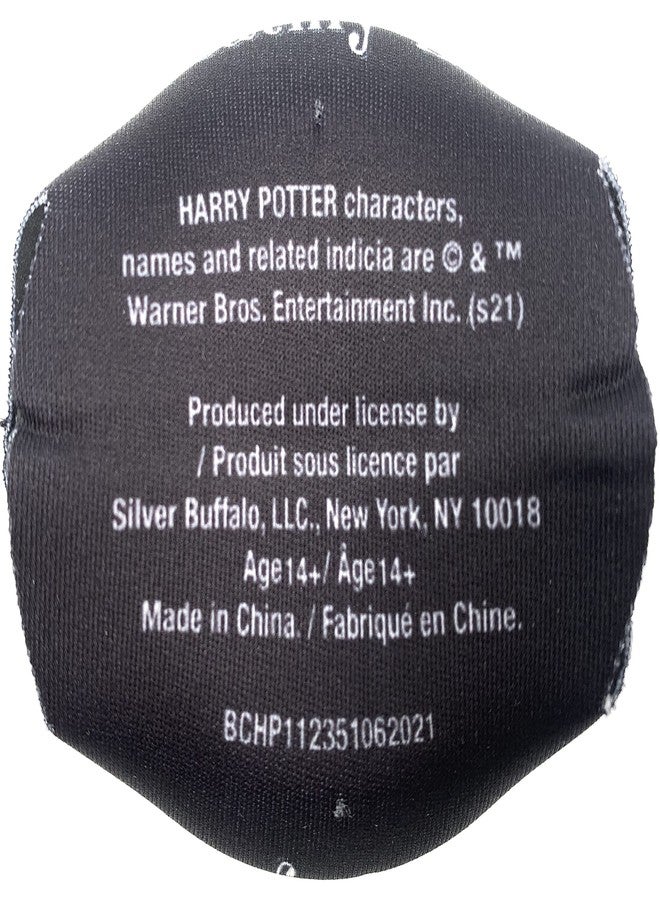 HARRY POTTER characters,
names and related indicia are © & ™
Warner Bros. Entertainment Inc. (s21)
Produced under license by
/ Produit sous licence par
Silver Buffalo, LLC., New York, NY 10018
Age14+/ Âge14+
Made in China. / Fabriqué en Chine.
BCHP112351062021